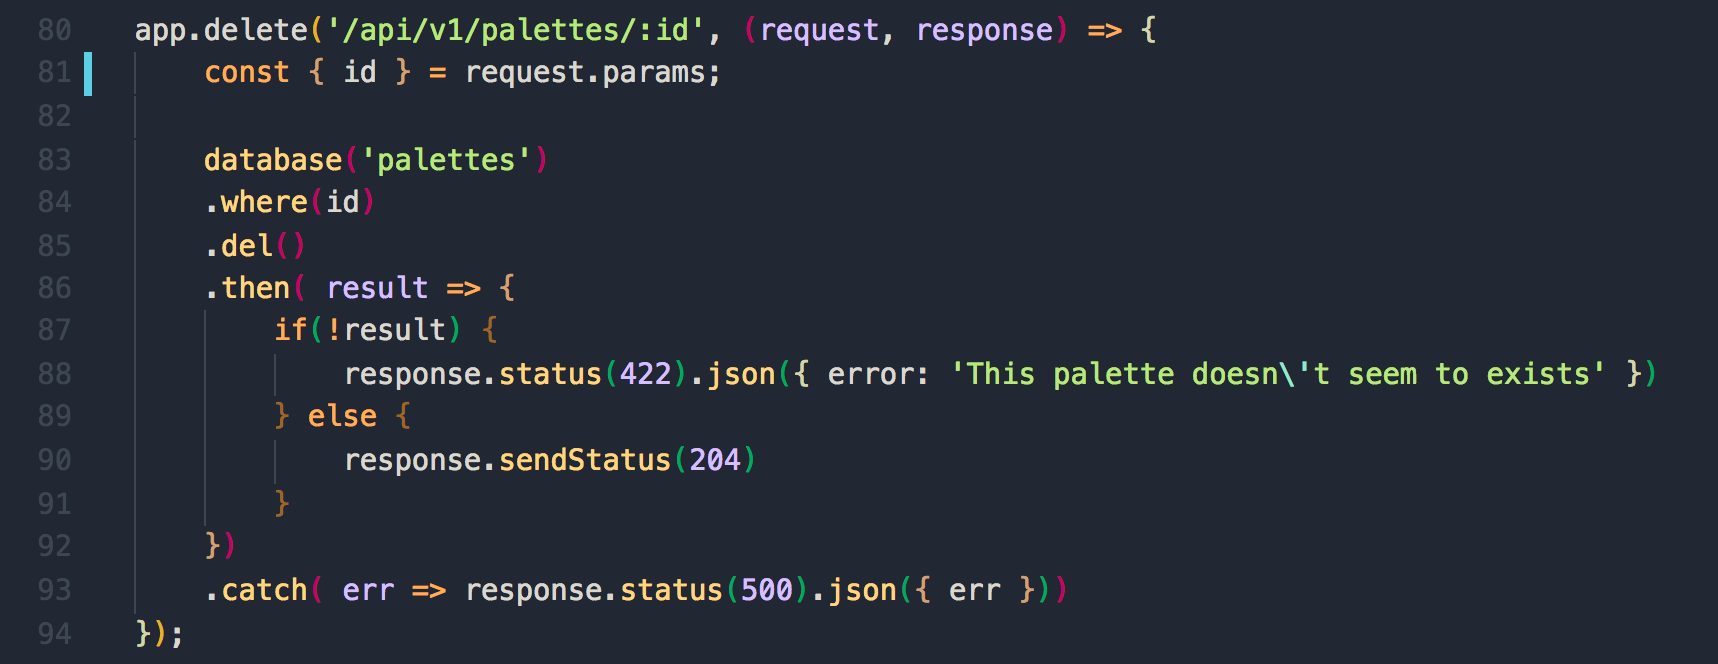 80 app.delete('/api/v1/palettes/:id', (request, response) => {
81     const { id } = request.params;
82
83     database('palettes')
84     .where(id)
85     .del()
86     .then( result => {
87         if(!result) {
88             response.status(422).json({ error: 'This palette doesn\'t seem to exists' })
89         } else {
90             response.sendStatus(204)
91         }
92     })
93     .catch( err => response.status(500).json({ err }))
94 });